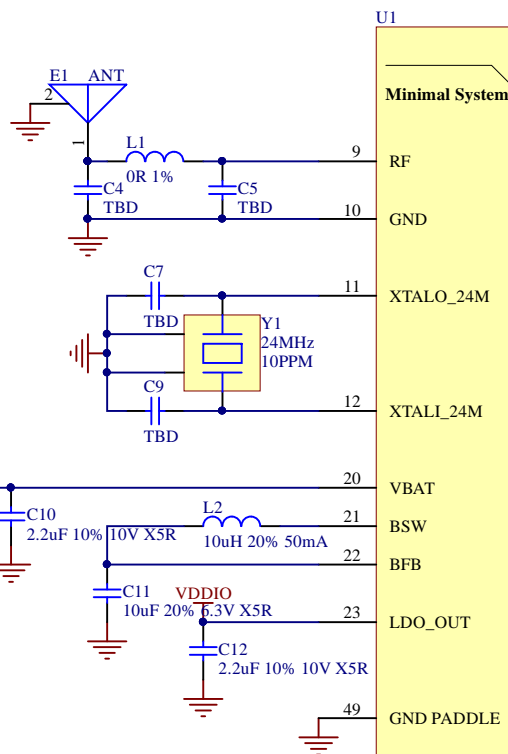 U1
E1 ANT
2
Minimal System
1
L1
0R 1%
9 RF
C4
TBD
C5
TBD
10 GND
C7
TBD
11 XTALO_24M
Y1
24MHz
10PPM
C9
TBD
12 XTALI_24M
20 VBAT
C10
2.2uF 10% 10V X5R
L2
10uH 20% 50mA
21 BSW
22 BFB
C11
10uF 20% 6.3V X5R
VDDIO
23 LDO_OUT
C12
2.2uF 10% 10V X5R
49 GND PADDLE